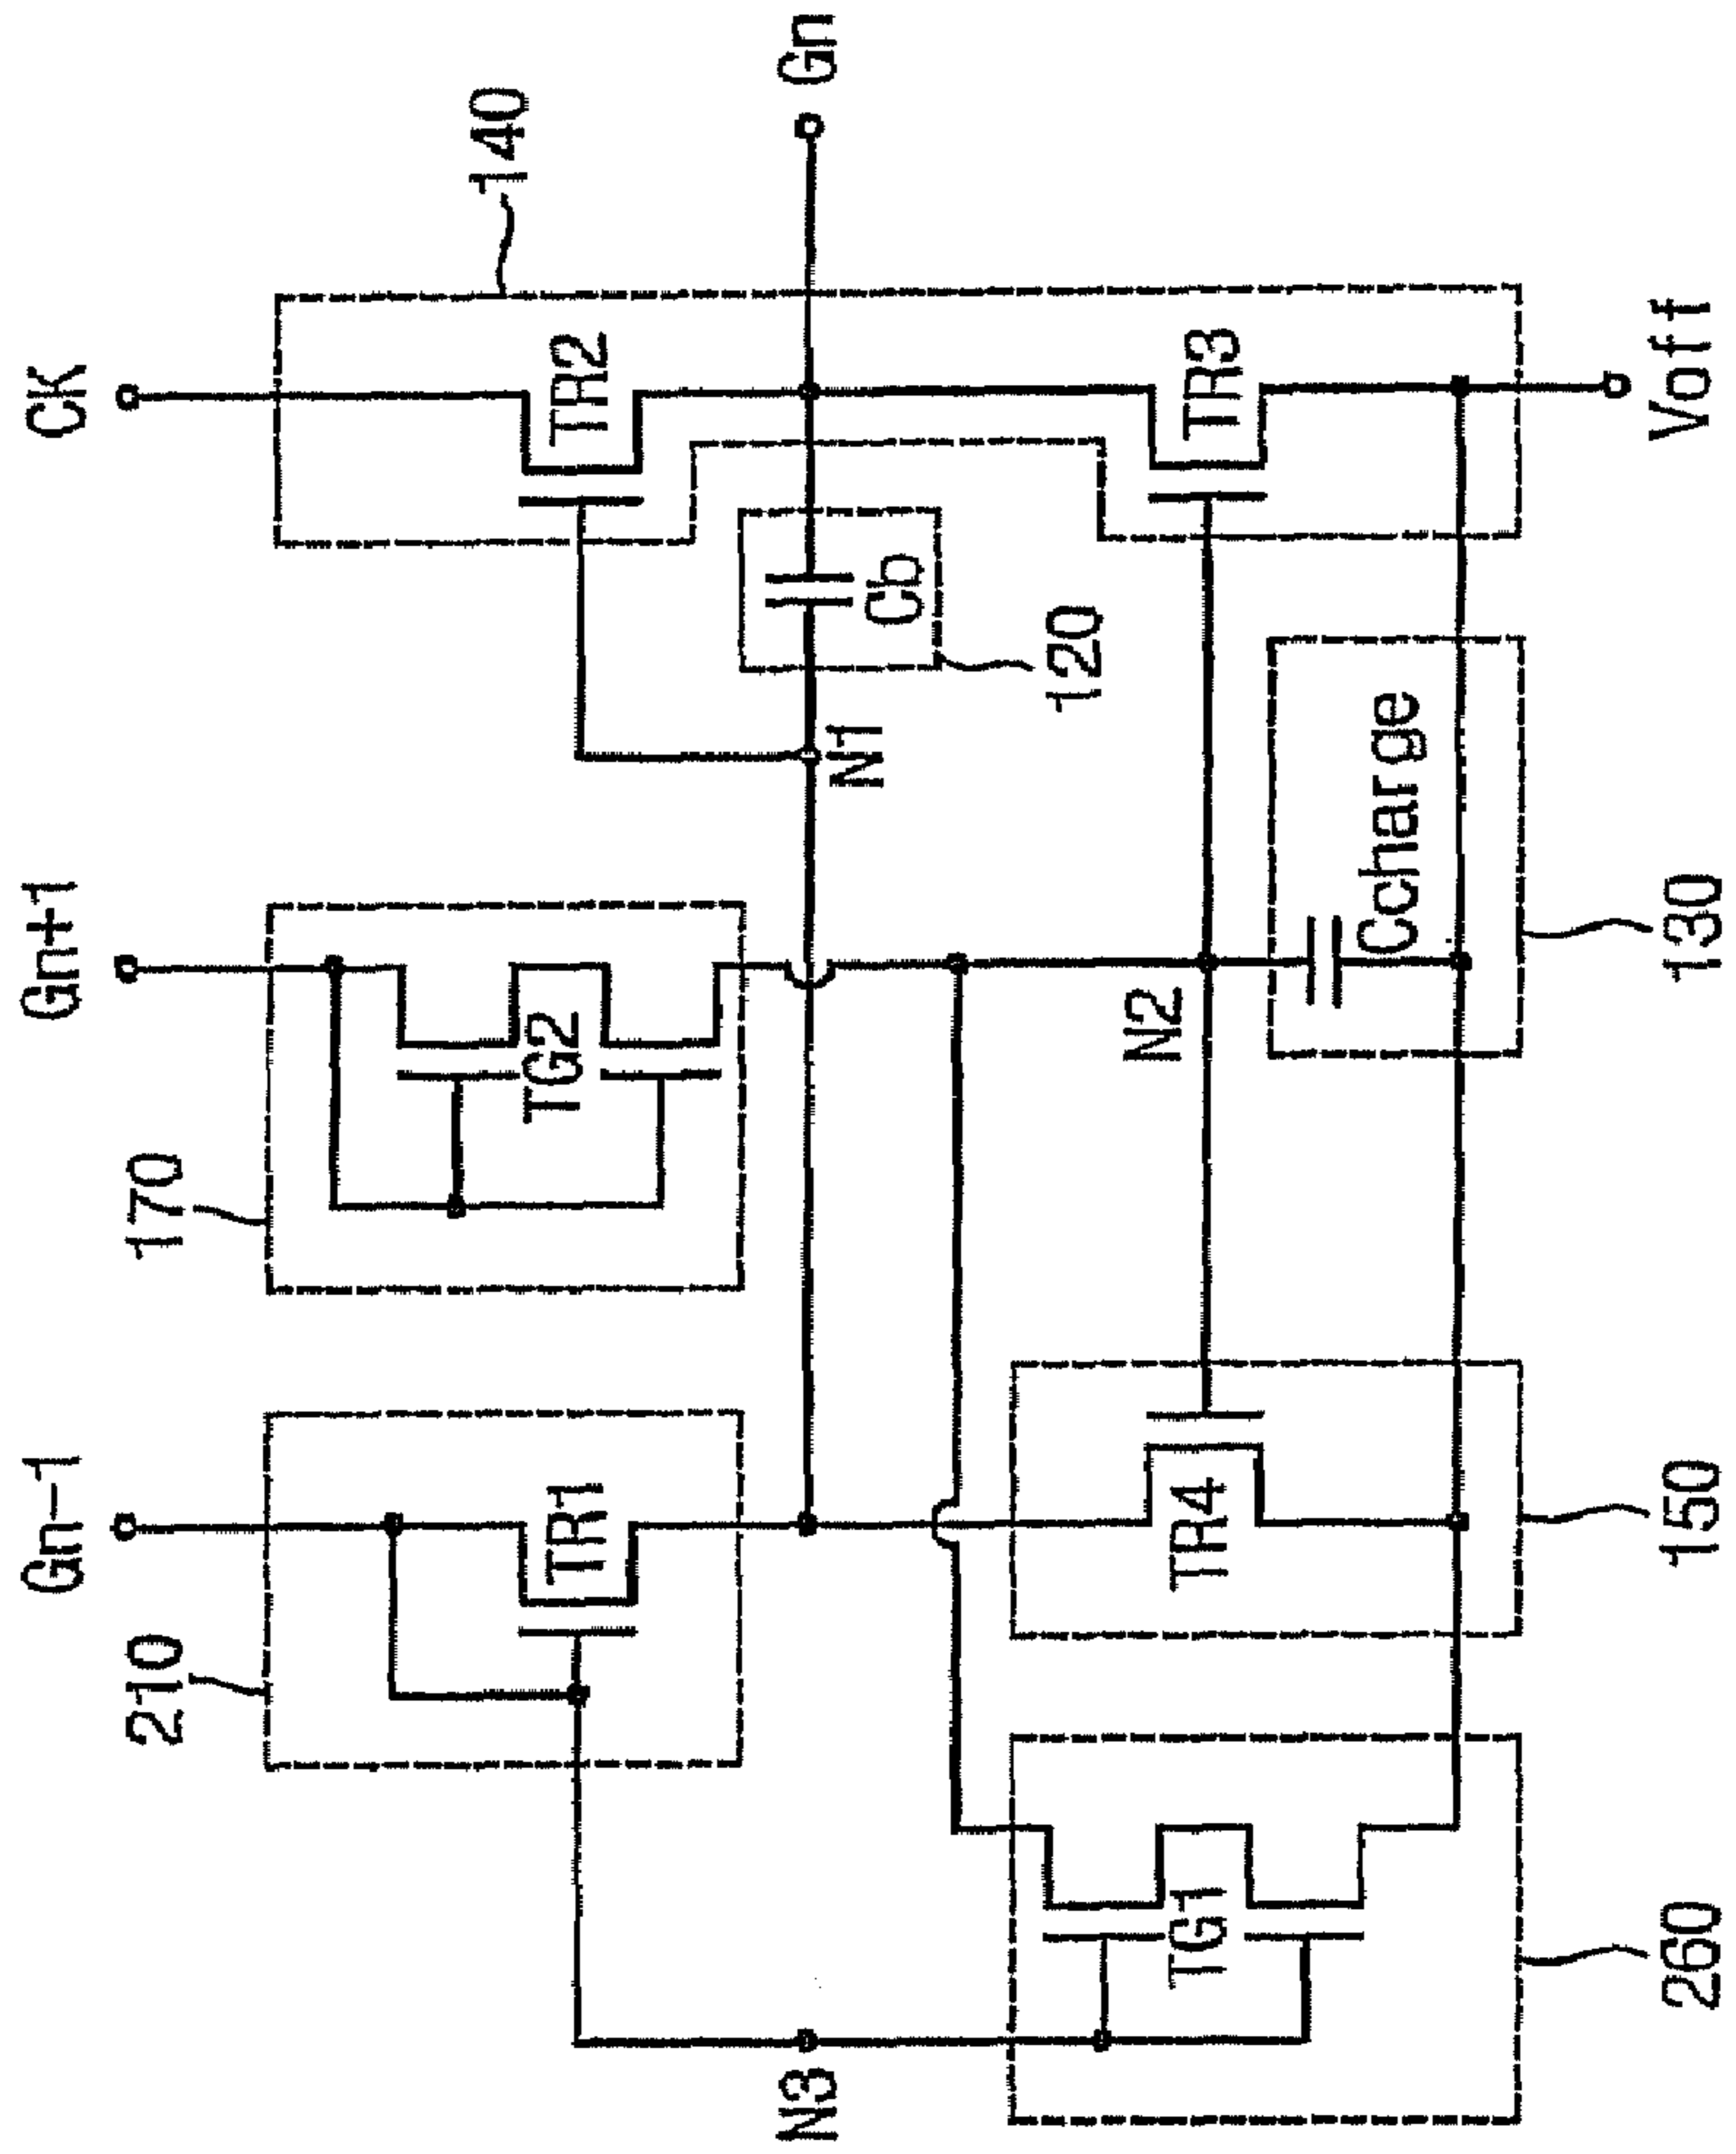 Gn-1
Gn+1
CK
210
170
140
TR1
TG2
TR2
N3
N1
Gn
Cb
120
N2
TG1
TR4
Ccharge
TR3
260
150
130
Voff